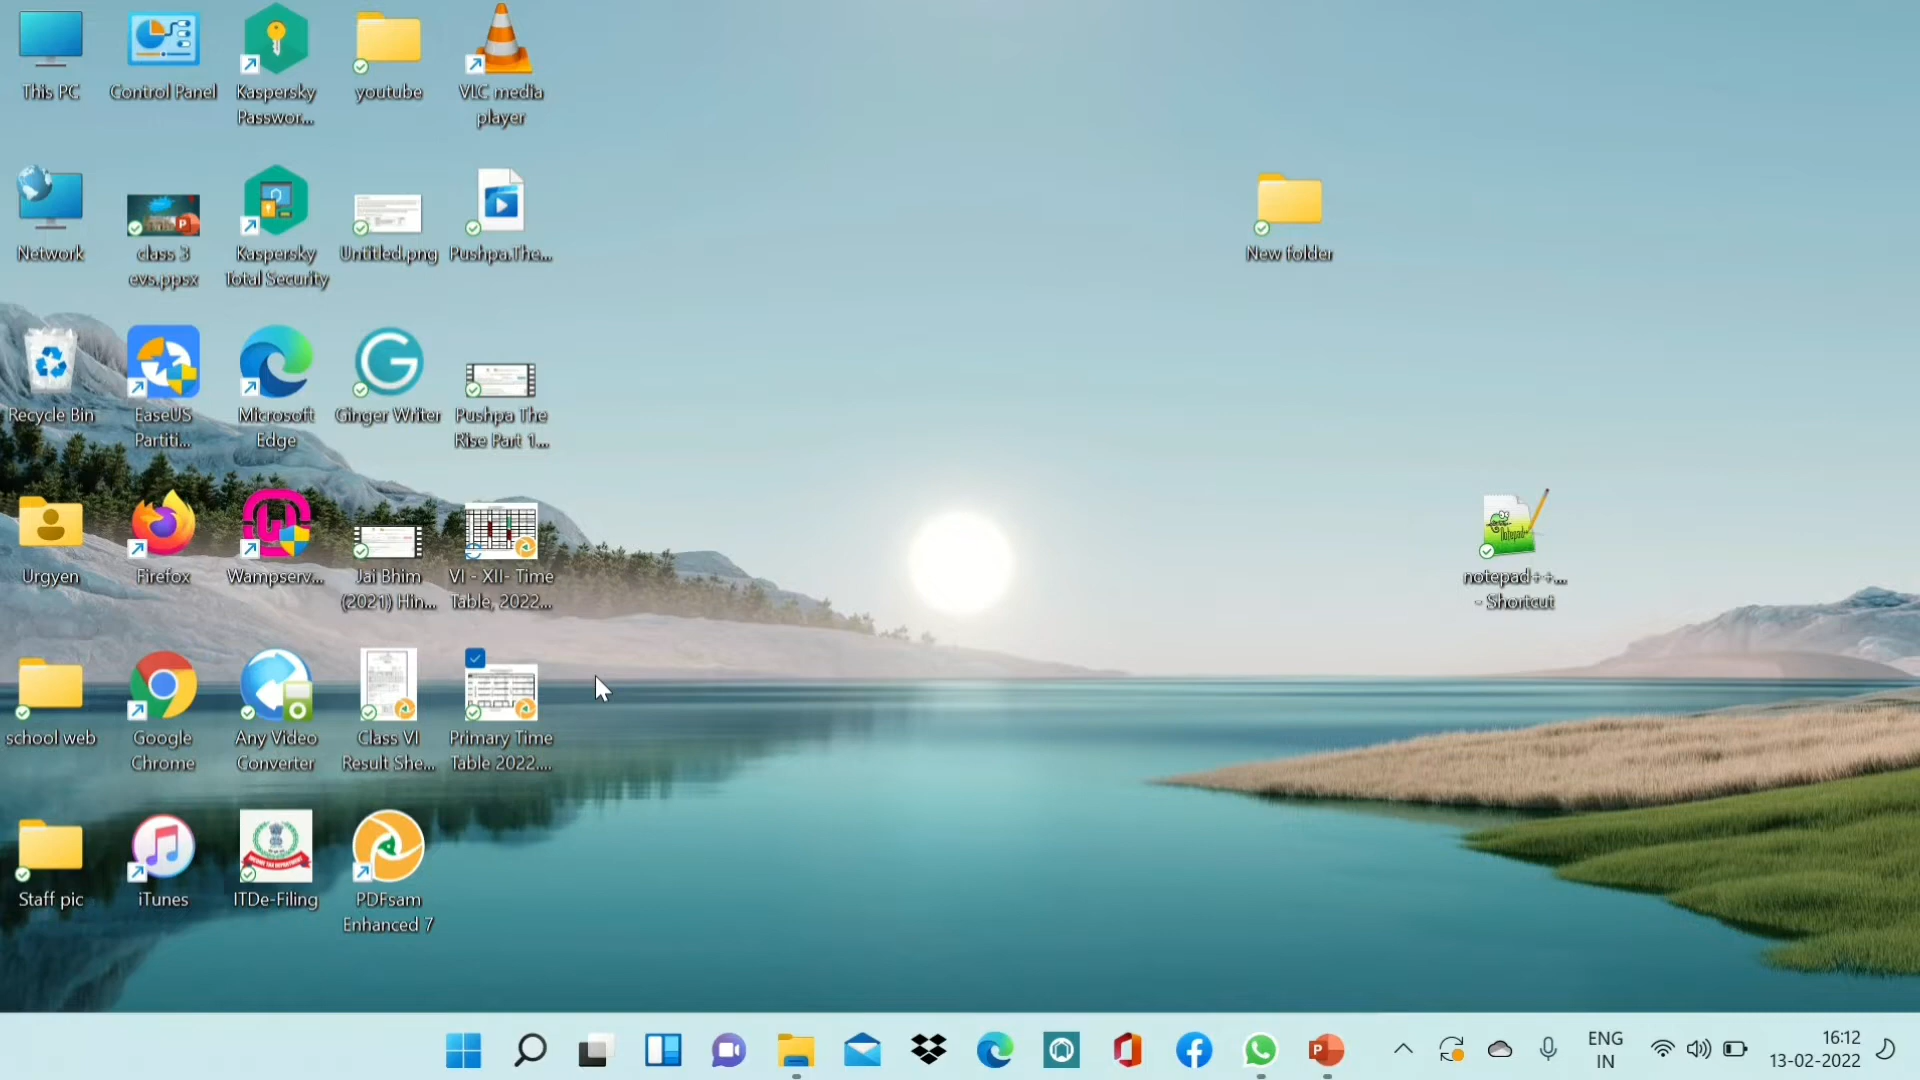 This PC
Control Panel
Kaspersky
Passwor...
youtube
VLC media
player
Network
class 3
evs.ppsx
Kaspersky
Total Security
Untitled.png
Pushpa.The...
New folder
Recycle Bin
EaseUS
Partiti...
Microsoft
Edge
Ginger Writer
Pushpa The
Rise Part 1...
Urgyen
Firefox
Wampserv...
Jai Bhim
(2021) Hin...
VI - XII- Time
Table, 2022....
notepad++...
- Shortcut
school web
Google
Chrome
Any Video
Converter
Class VI
Result She...
Primary Time
Table 2022....
Staff pic
iTunes
ITDe-Filing
PDFsam
Enhanced 7
ENG
IN
16:12
13-02-2022